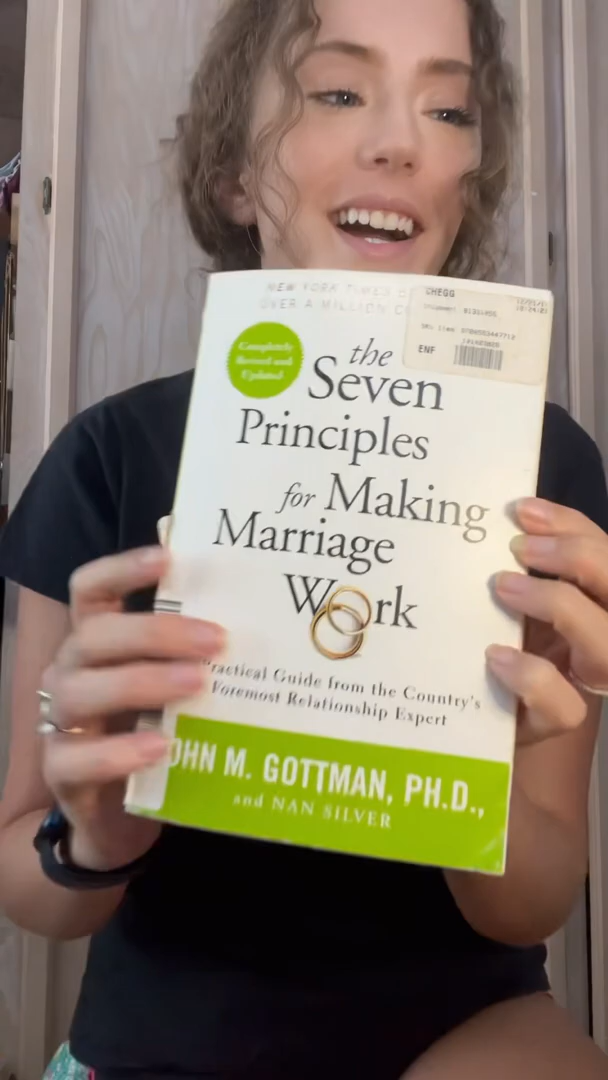 NEW YORK TIMES B
OVER A MILLION C
CHEGG
ENF
Completely
Revised and
Updated
the
Seven
Principles
for Making
Marriage
Work
Practical Guide from the Country's
Foremost Relationship Expert
OHN M. GOTTMAN, PH.D.,
and NAN SILVER